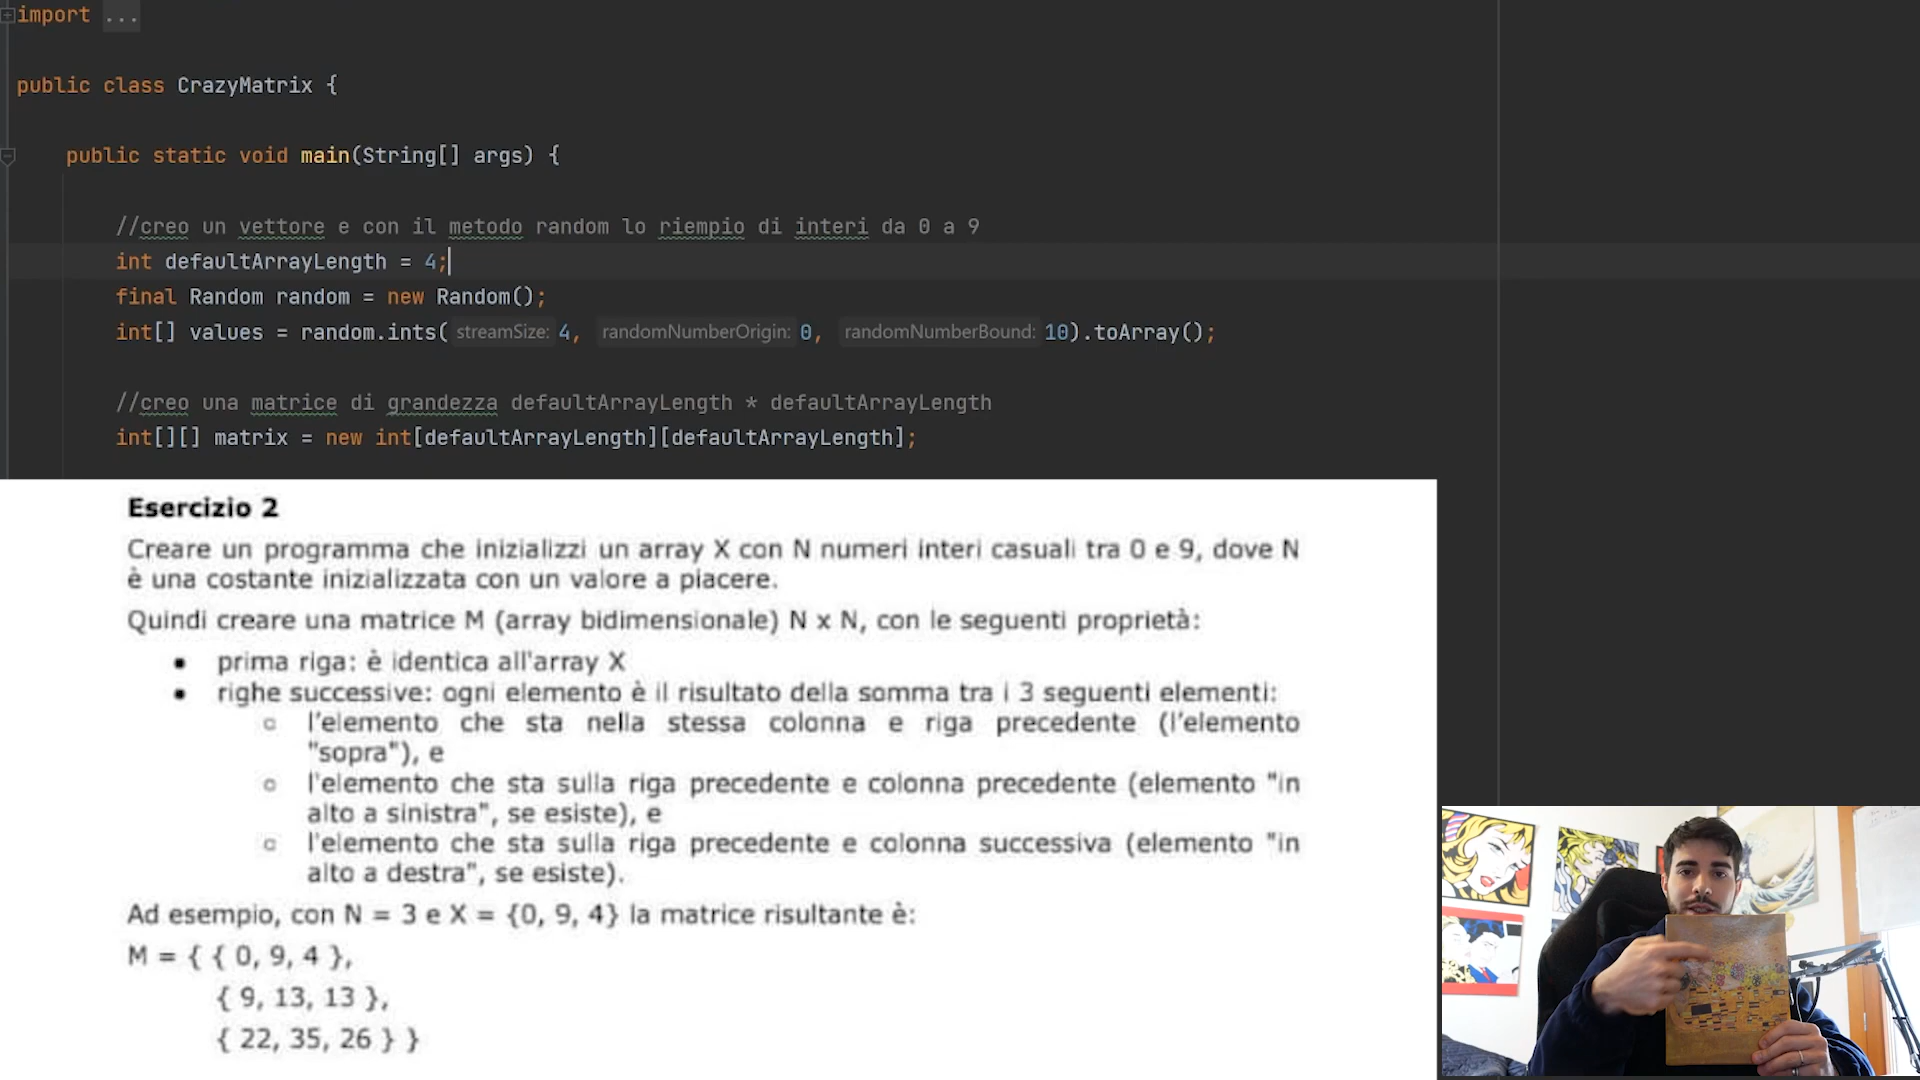 import ...
public class CrazyMatrix {
public static void main(String[] args) {
//creo un vettore e con il metodo random lo riempio di interi da 0 a 9
int defaultArrayLength = 4;
final Random random = new Random();
int[] values = random.ints( streamSize: 4, randomNumberOrigin: 0, randomNumberBound: 10).toArray();
//creo una matrice di grandezza defaultArrayLength * defaultArrayLength
int[][] matrix = new int[defaultArrayLength][defaultArrayLength];
Esercizio 2
Creare un programma che inizializzi un array X con N numeri interi casuali tra 0 e 9, dove N
è una costante inizializzata con un valore a piacere.
Quindi creare una matrice M (array bidimensionale) N x N, con le seguenti proprietà:
• prima riga: è identica all'array X
• righe successive: ogni elemento è il risultato della somma tra i 3 seguenti elementi:
o l'elemento che sta nella stessa colonna e riga precedente (l'elemento
"sopra"), e
o l'elemento che sta sulla riga precedente e colonna precedente (elemento "in
alto a sinistra", se esiste), e
o l'elemento che sta sulla riga precedente e colonna successiva (elemento "in
alto a destra", se esiste).
Ad esempio, con N = 3 e X = {0, 9, 4} la matrice risultante è:
M = { { 0, 9, 4 },
{ 9, 13, 13 },
{ 22, 35, 26 } }